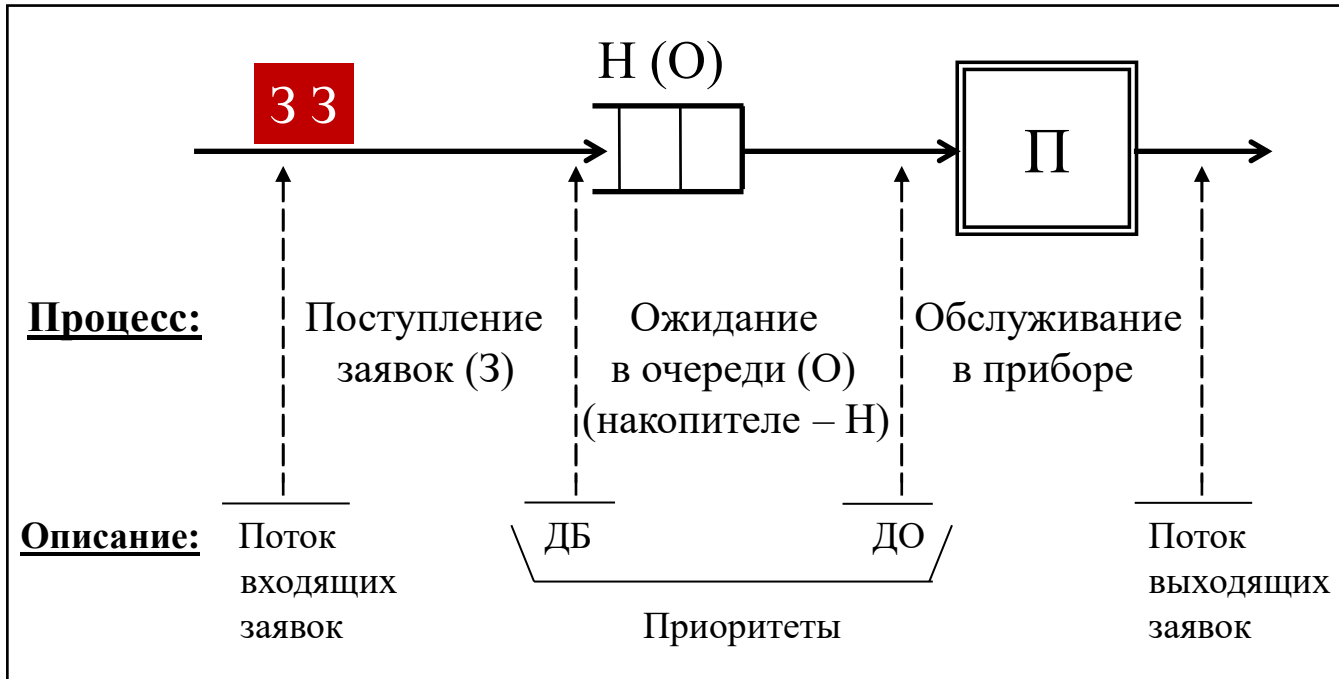 З З
Н (О)
П
Процесс:
Поступление
заявок (З)
Ожидание
в очереди (О)
(накопителе – Н)
Обслуживание
в приборе
Описание:
Поток
входящих
заявок
ДБ
ДО
Приоритеты
Поток
выходящих
заявок